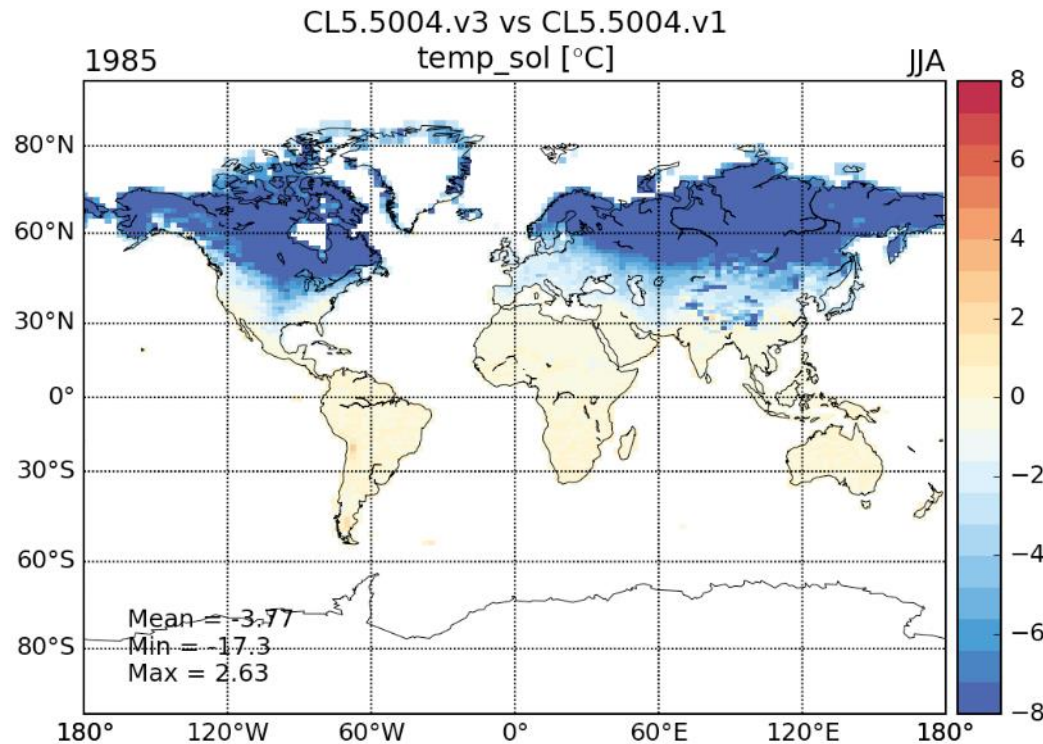 CL5.5004.v3 vs CL5.5004.v1
1985 temp_sol [°C] JJA
8
80°N
6
60°N
4
30°N
2
0°
0
30°S
−2
60°S
−4
Mean = -3.77
Min = -17.3
80°S
−6
Max = 2.63
−8
180° 120°W 60°W 0° 60°E 120°E 180°